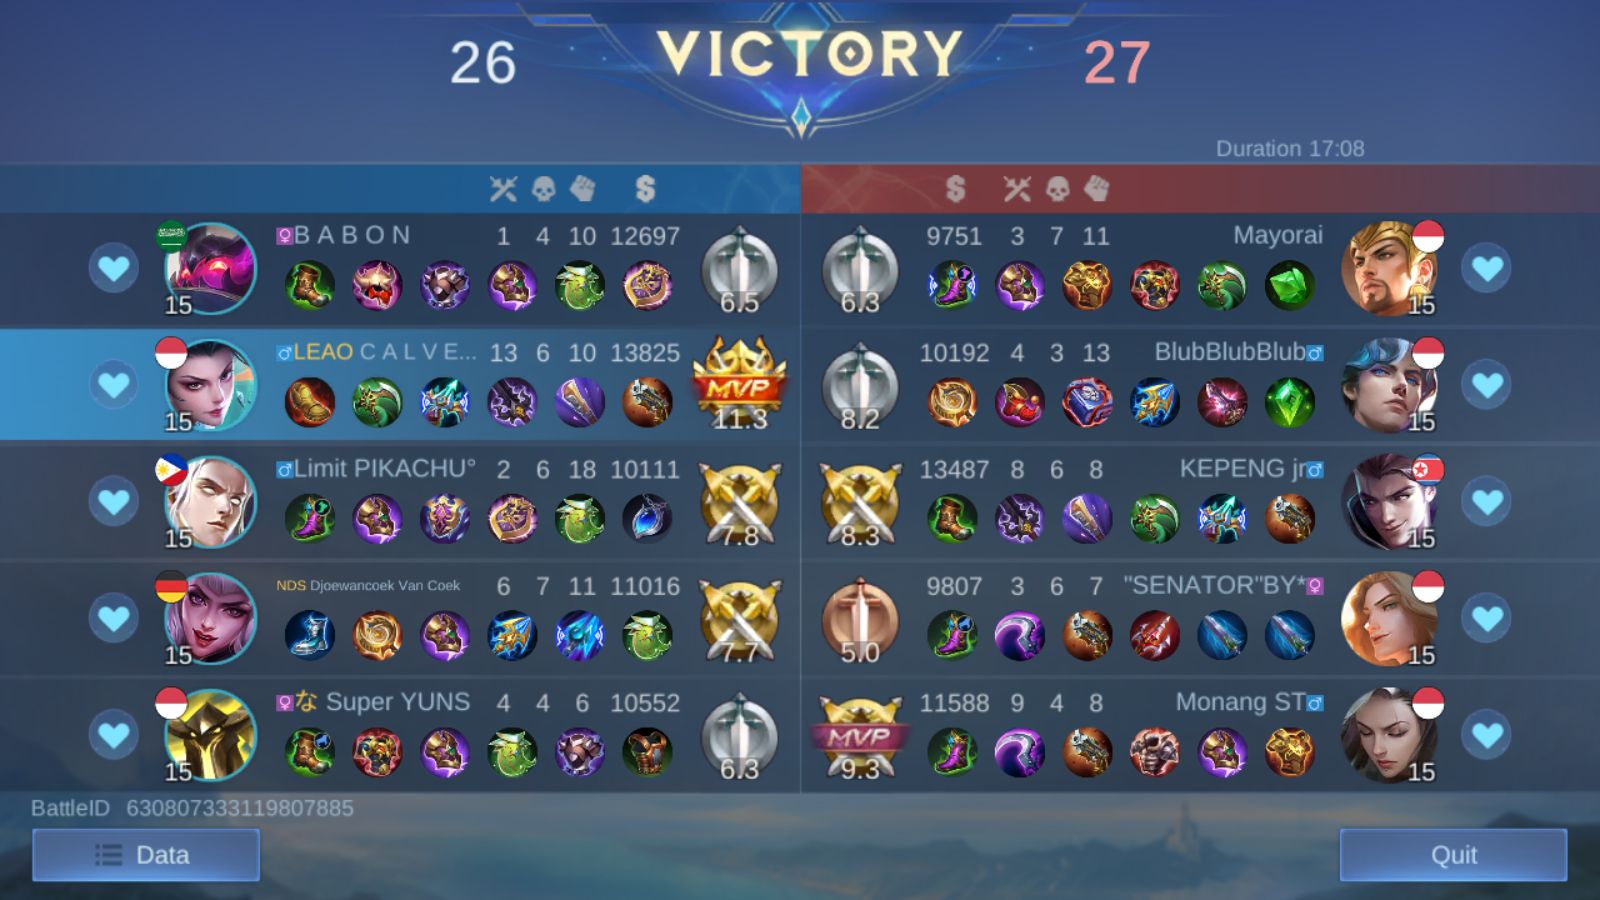 26 VICTORY 27
Duration 17:08
B A B O N 1 4 10 12697 6.5
15
6.3 9751 3 7 11 Mayorai
15
LEAO C A L V E... 13 6 10 13825 MVP 11.3
15
8.2 10192 4 3 13 BlubBlubBlub
15
Limit PIKACHU° 2 6 18 10111 7.8
15
8.3 13487 8 6 8 KEPENG jr
15
NDS Djoewancoek Van Coek 6 7 11 11016 7.7
15
5.0 9807 3 6 7 "SENATOR"BY*
15
な Super YUNS 4 4 6 10552 6.3
15
MVP 9.3 11588 9 4 8 Monang ST
15
BattleID 630807333119807885
Data
Quit